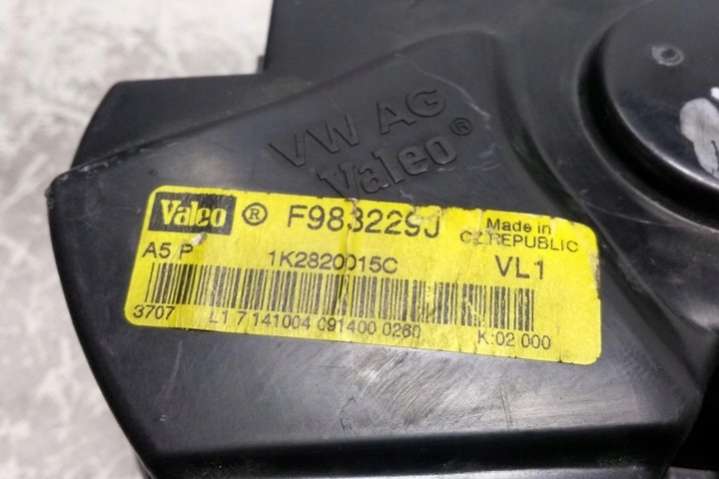 VW AG
Valeo®
Valeo ® F983229J Made in
CZ REPUBLIC
A5 P 1K2820015C VL1
3707 L1 7 141004 091400 0260 K:02 000